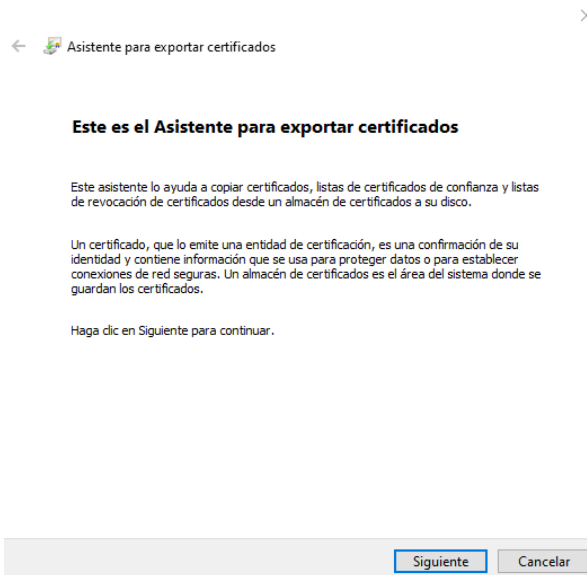 Asistente para exportar certificados
Este es el Asistente para exportar certificados
Este asistente lo ayuda a copiar certificados, listas de certificados de confianza y listas
de revocación de certificados desde un almacén de certificados a su disco.
Un certificado, que lo emite una entidad de certificación, es una confirmación de su
identidad y contiene información que se usa para proteger datos o para establecer
conexiones de red seguras. Un almacén de certificados es el área del sistema donde se
guardan los certificados.
Haga clic en Siguiente para continuar.
Siguiente Cancelar